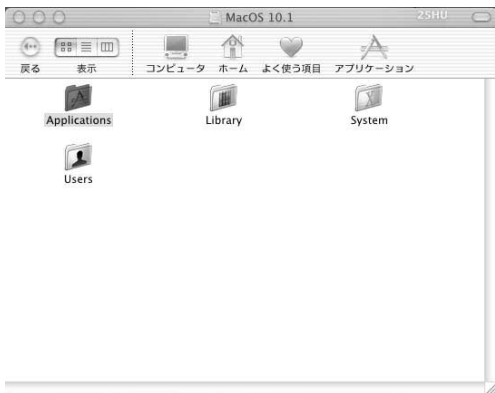 MacOS 10.1 2SHU
戻る 表示 コンピュータ ホーム よく使う項目 アプリケーション
Applications Library System
Users